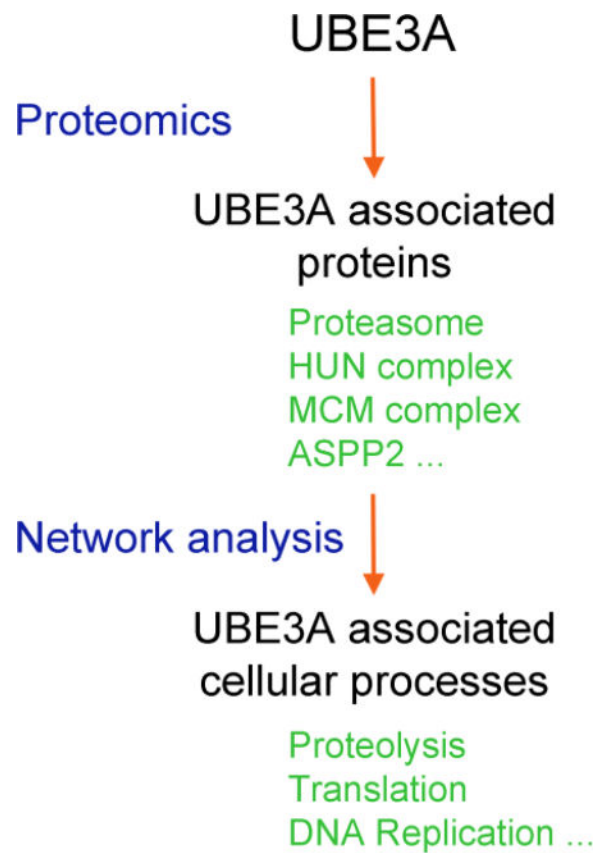 UBE3A
Proteomics
UBE3A associated
proteins
Proteasome
HUN complex
MCM complex
ASPP2 ...
Network analysis
UBE3A associated
cellular processes
Proteolysis
Translation
DNA Replication ...